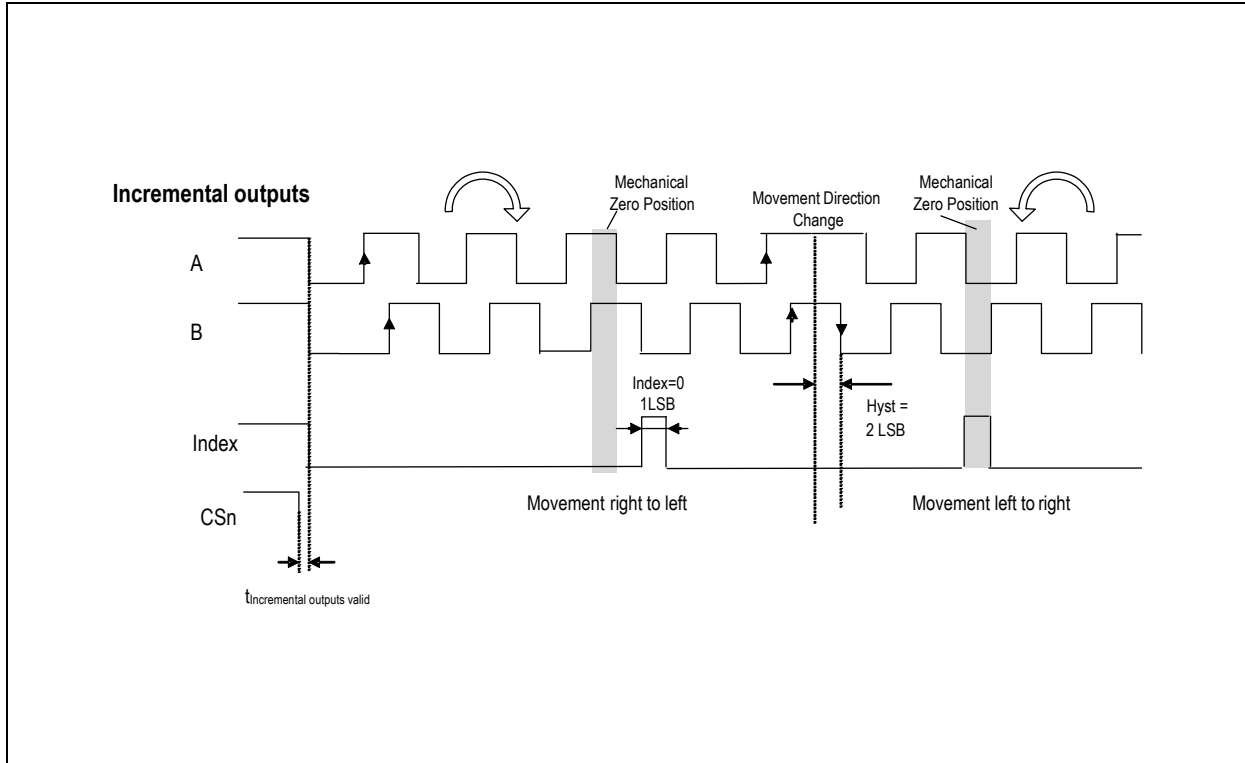 Incremental outputs
Mechanical
Zero Position
Movement Direction
Change
Mechanical
Zero Position
A
B
Index=0
1LSB
Hyst =
2 LSB
Index
Movement right to left
Movement left to right
CSn
tIncremental outputs valid